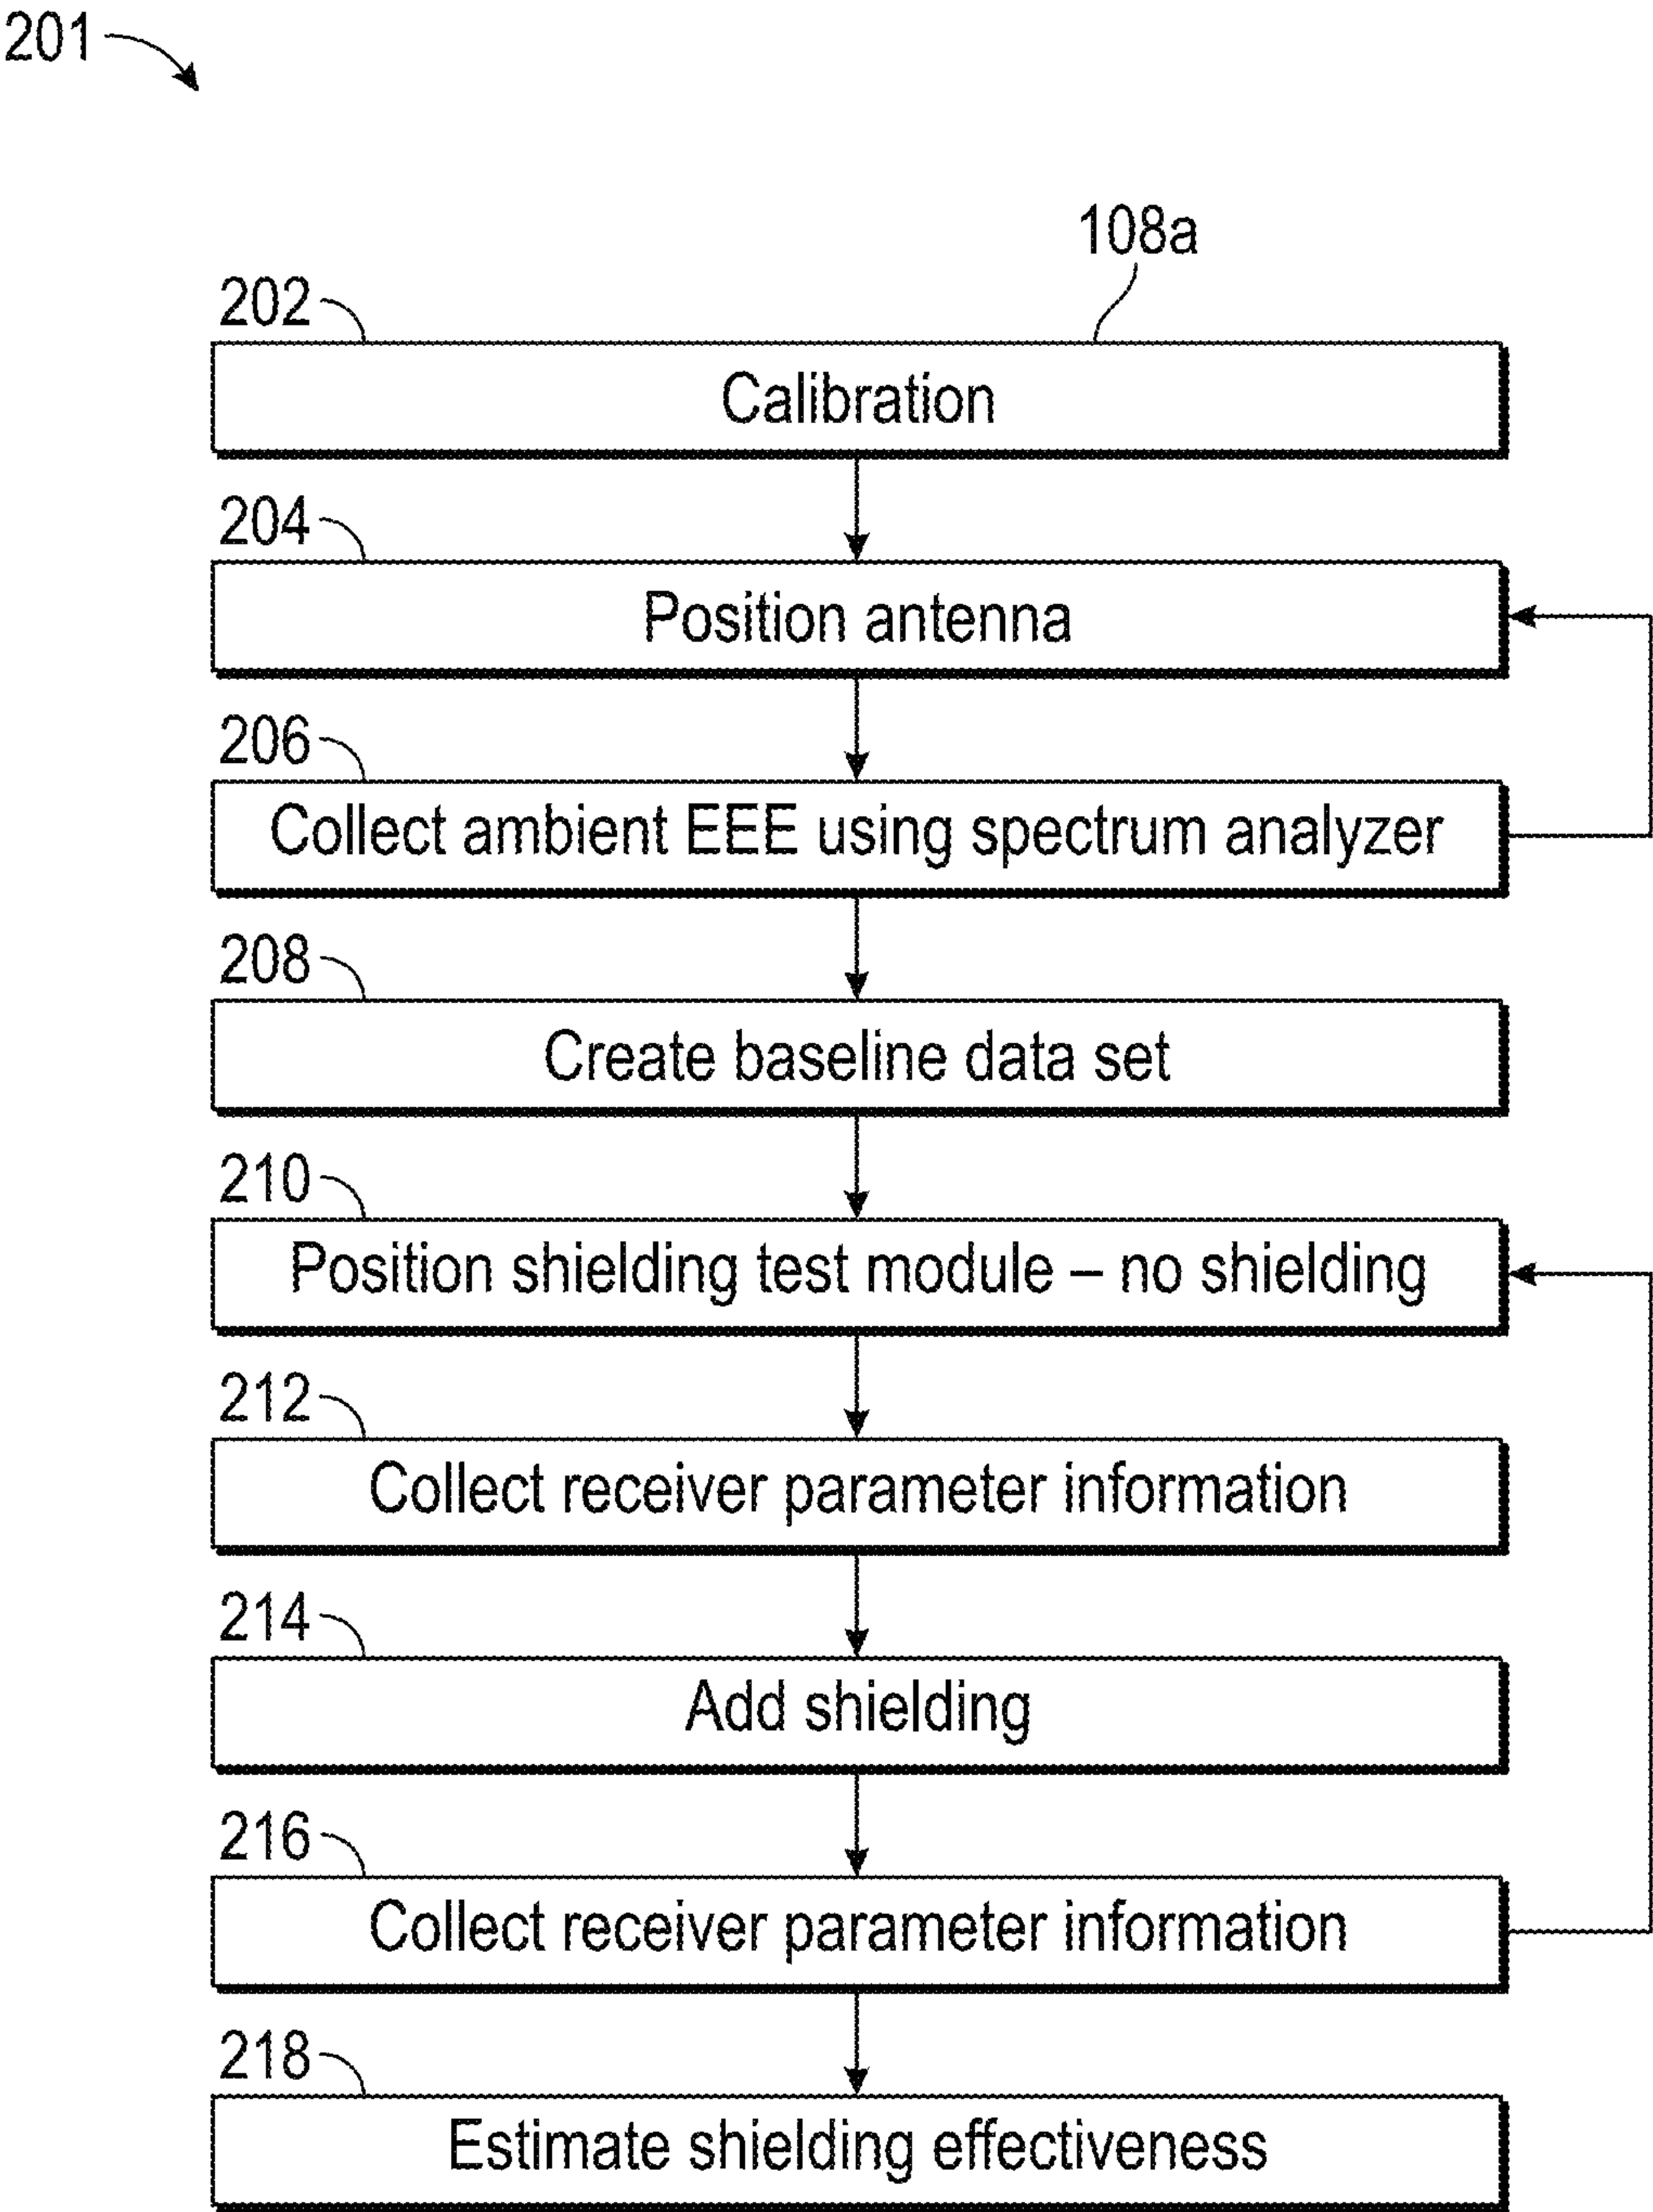 201
108a
202
Calibration
204
Position antenna
206
Collect ambient EEE using spectrum analyzer
208
Create baseline data set
210
Position shielding test module – no shielding
212
Collect receiver parameter information
214
Add shielding
216
Collect receiver parameter information
218
Estimate shielding effectiveness